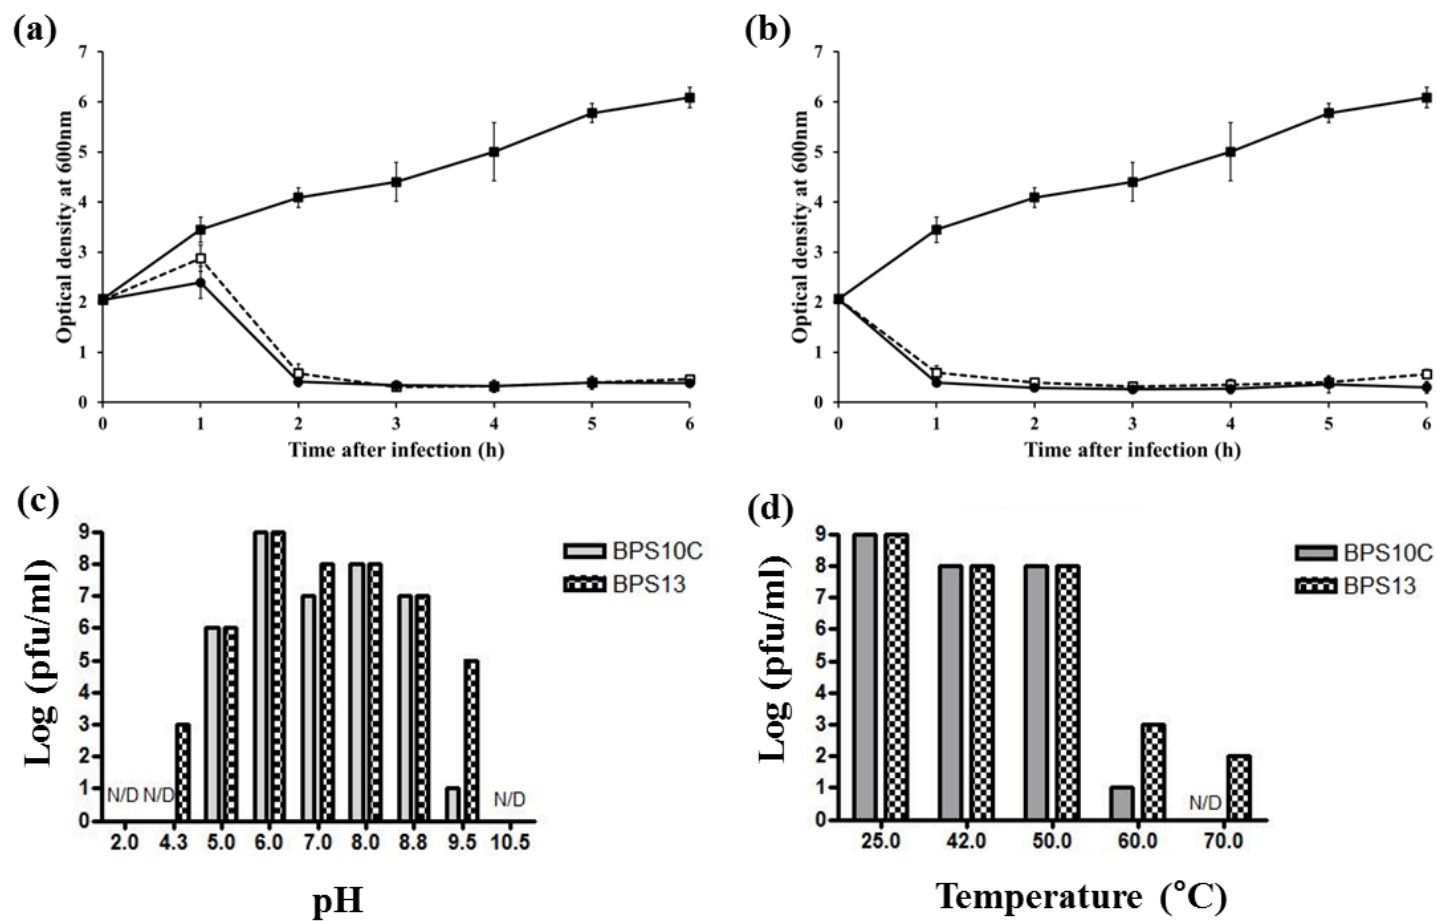 (a)
7
6
5
4
3
2
1
0
Optical density at 600nm
0 1 2 3 4 5 6
Time after infection (h)
(b)
7
6
5
4
3
2
1
0
Optical density at 600nm
0 1 2 3 4 5 6
Time after infection (h)
(c)
9
8
7
6
5
4
3
2
1
0
Log (pfu/ml)
N/D N/D N/D
2.0 4.3 5.0 6.0 7.0 8.0 8.8 9.5 10.5
pH
BPS10C
BPS13
(d)
9
8
7
6
5
4
3
2
1
0
Log (pfu/ml)
N/D
25.0 42.0 50.0 60.0 70.0
Temperature (°C)
BPS10C
BPS13